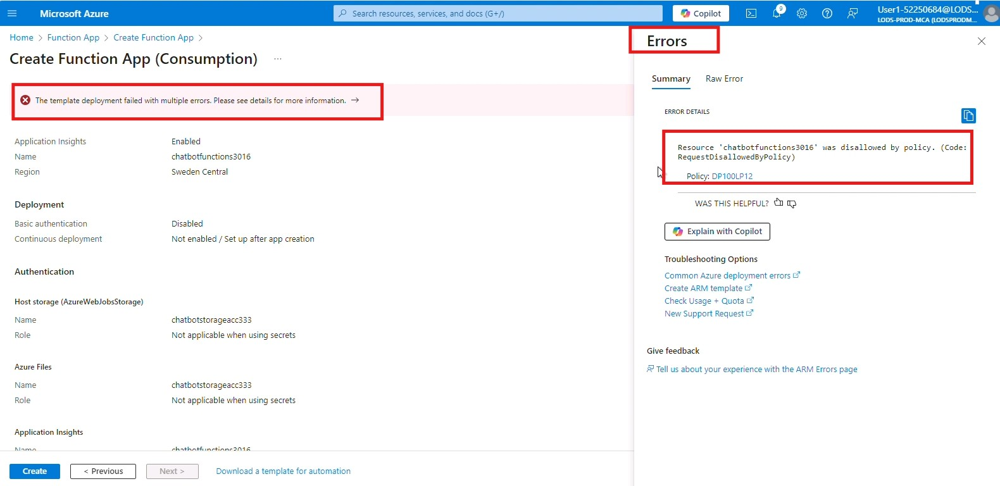 Microsoft Azure
Search resources, services, and docs (G+/)
Copilot
9
User1-52250684@LODS...
LODS-PROD-MCA (LODSPRODM...
Home > Function App > Create Function App >
Create Function App (Consumption) ...
The template deployment failed with multiple errors. Please see details for more information. →
Application Insights Enabled
Name chatbotfunctions3016
Region Sweden Central
Deployment
Basic authentication Disabled
Continuous deployment Not enabled / Set up after app creation
Authentication
Host storage (AzureWebJobsStorage)
Name chatbotstorageacc333
Role Not applicable when using secrets
Azure Files
Name chatbotstorageacc333
Role Not applicable when using secrets
Application Insights
Name chatbotfunctions3016
Create < Previous Next > Download a template for automation
Errors
Summary Raw Error
ERROR DETAILS
Resource 'chatbotfunctions3016' was disallowed by policy. (Code:
RequestDisallowedByPolicy)
Policy: DP100LP12
WAS THIS HELPFUL?
Explain with Copilot
Troubleshooting Options
Common Azure deployment errors
Create ARM template
Check Usage + Quota
New Support Request
Give feedback
Tell us about your experience with the ARM Errors page